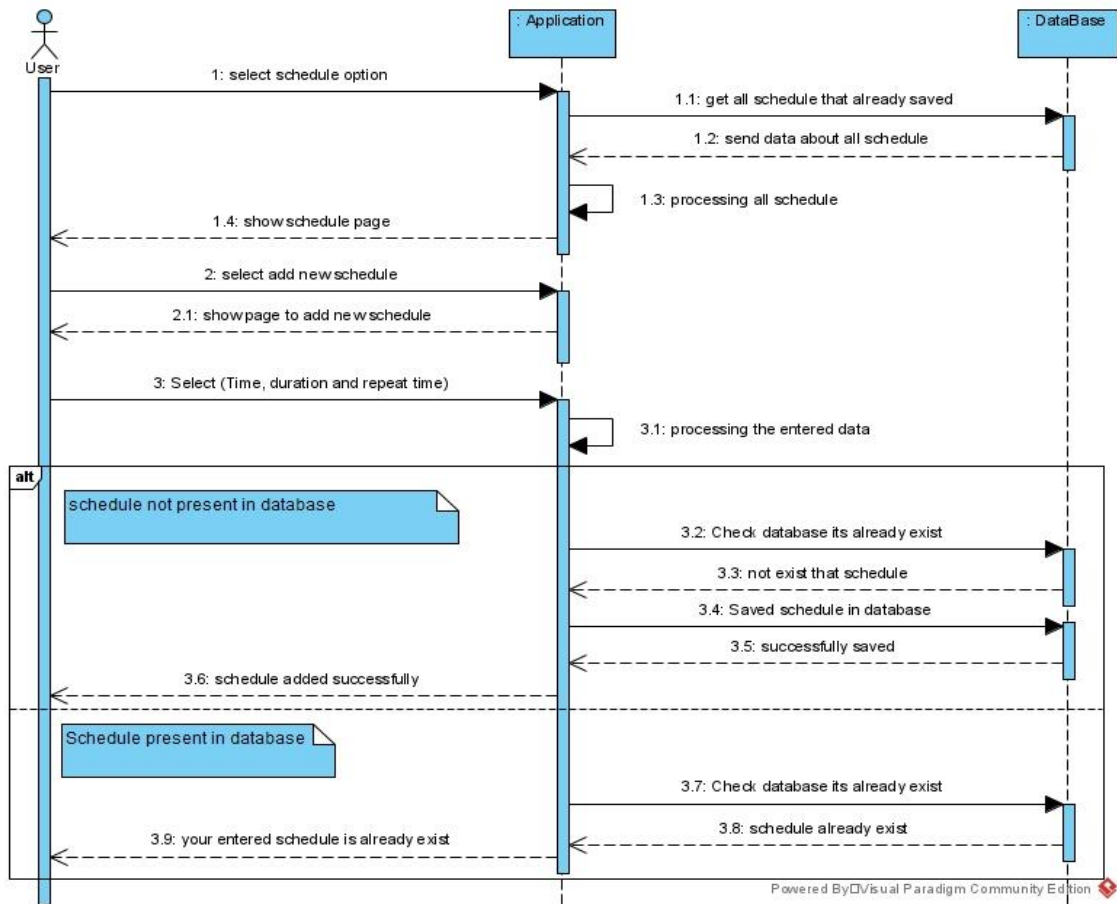 : Application
: DataBase
User
1: select schedule option
1.1: get all schedule that already saved
1.2: send data about all schedule
1.3: processing all schedule
1.4: show schedule page
2: select add new schedule
2.1: show page to add new schedule
3: Select (Time, duration and repeat time)
3.1: processing the entered data
alt
schedule not present in database
3.2: Check database its already exist
3.3: not exist that schedule
3.4: Saved schedule in database
3.5: successfully saved
3.6: schedule added successfully
Schedule present in database
3.7: Check database its already exist
3.8: schedule already exist
3.9: your entered schedule is already exist
Powered By□Visual Paradigm Community Edition